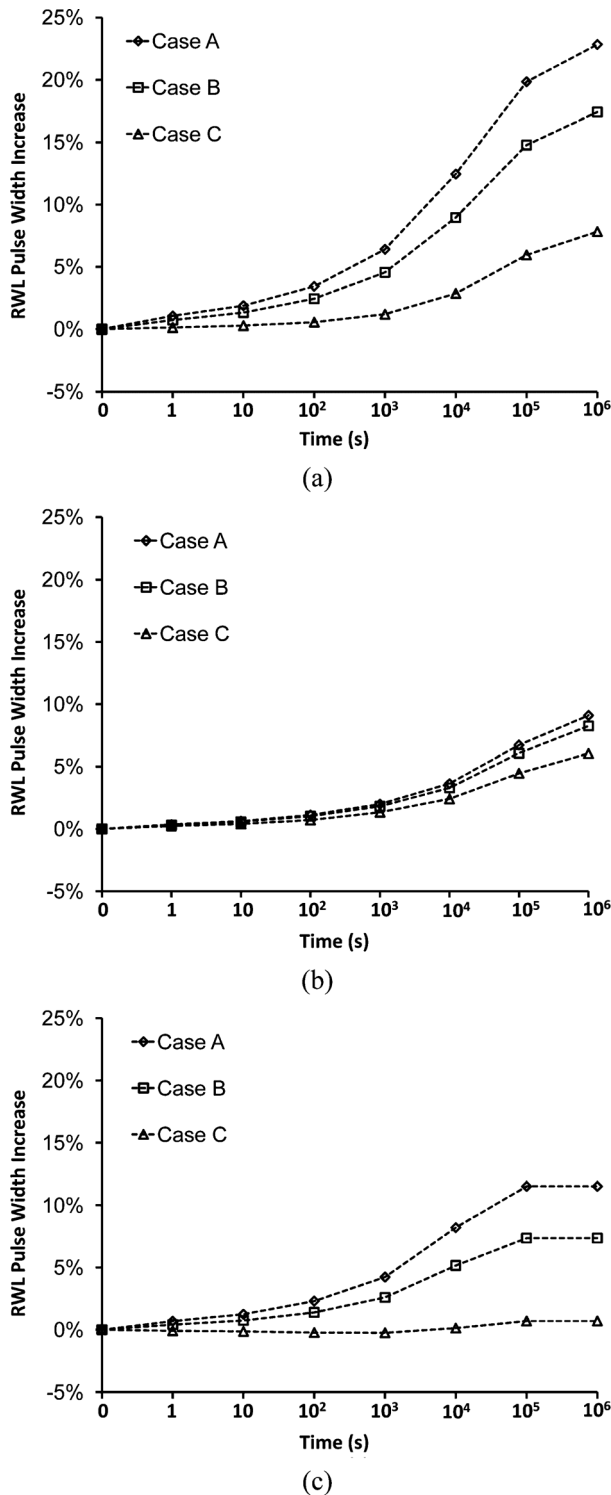 25%
20%
15%
10%
5%
0%
-5%
RWL Pulse Width Increase
Case A
Case B
Case C
0 1 10 10² 10³ 10⁴ 10⁵ 10⁶
Time (s)
(a)
25%
20%
15%
10%
5%
0%
-5%
RWL Pulse Width Increase
Case A
Case B
Case C
0 1 10 10² 10³ 10⁴ 10⁵ 10⁶
Time (s)
(b)
25%
20%
15%
10%
5%
0%
-5%
RWL Pulse Width Increase
Case A
Case B
Case C
0 1 10 10² 10³ 10⁴ 10⁵ 10⁶
Time (s)
(c)